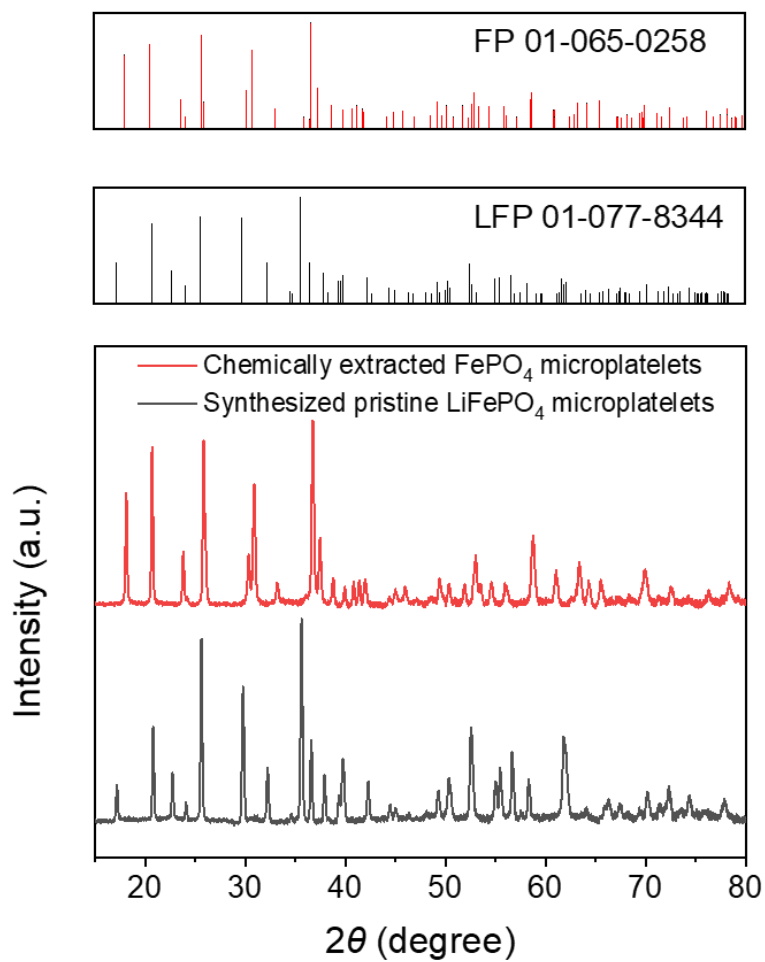 FP 01-065-0258
LFP 01-077-8344
Chemically extracted FePO₄ microplatelets
Synthesized pristine LiFePO₄ microplatelets
Intensity (a.u.)
20 30 40 50 60 70 80
2θ (degree)